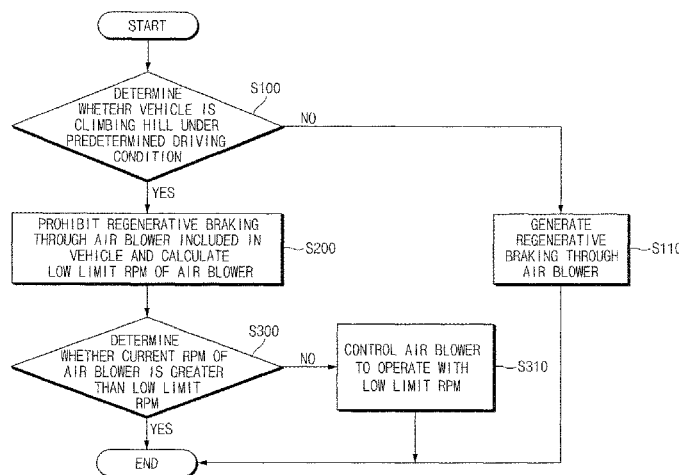 START
DETERMINE
WHETEHR VEHICLE IS
CLIMBING HILL UNDER
PREDETERMINED DRIVING
CONDITION
S100
NO
YES
PROHIBIT REGENERATIVE BRAKING
THROUGH AIR BLOWER INCLUDED IN
VEHICLE AND CALCULATE
LOW LIMIT RPM OF AIR BLOWER
S200
GENERATE
REGENERATIVE
BRAKING THROUGH
AIR BLOWER
S110
DETERMINE
WHETHER CURRENT RPM OF
AIR BLOWER IS GREATER
THAN LOW LIMIT
RPM
S300
NO
CONTROL AIR BLOWER
TO OPERATE WITH
LOW LIMIT RPM
S310
YES
END